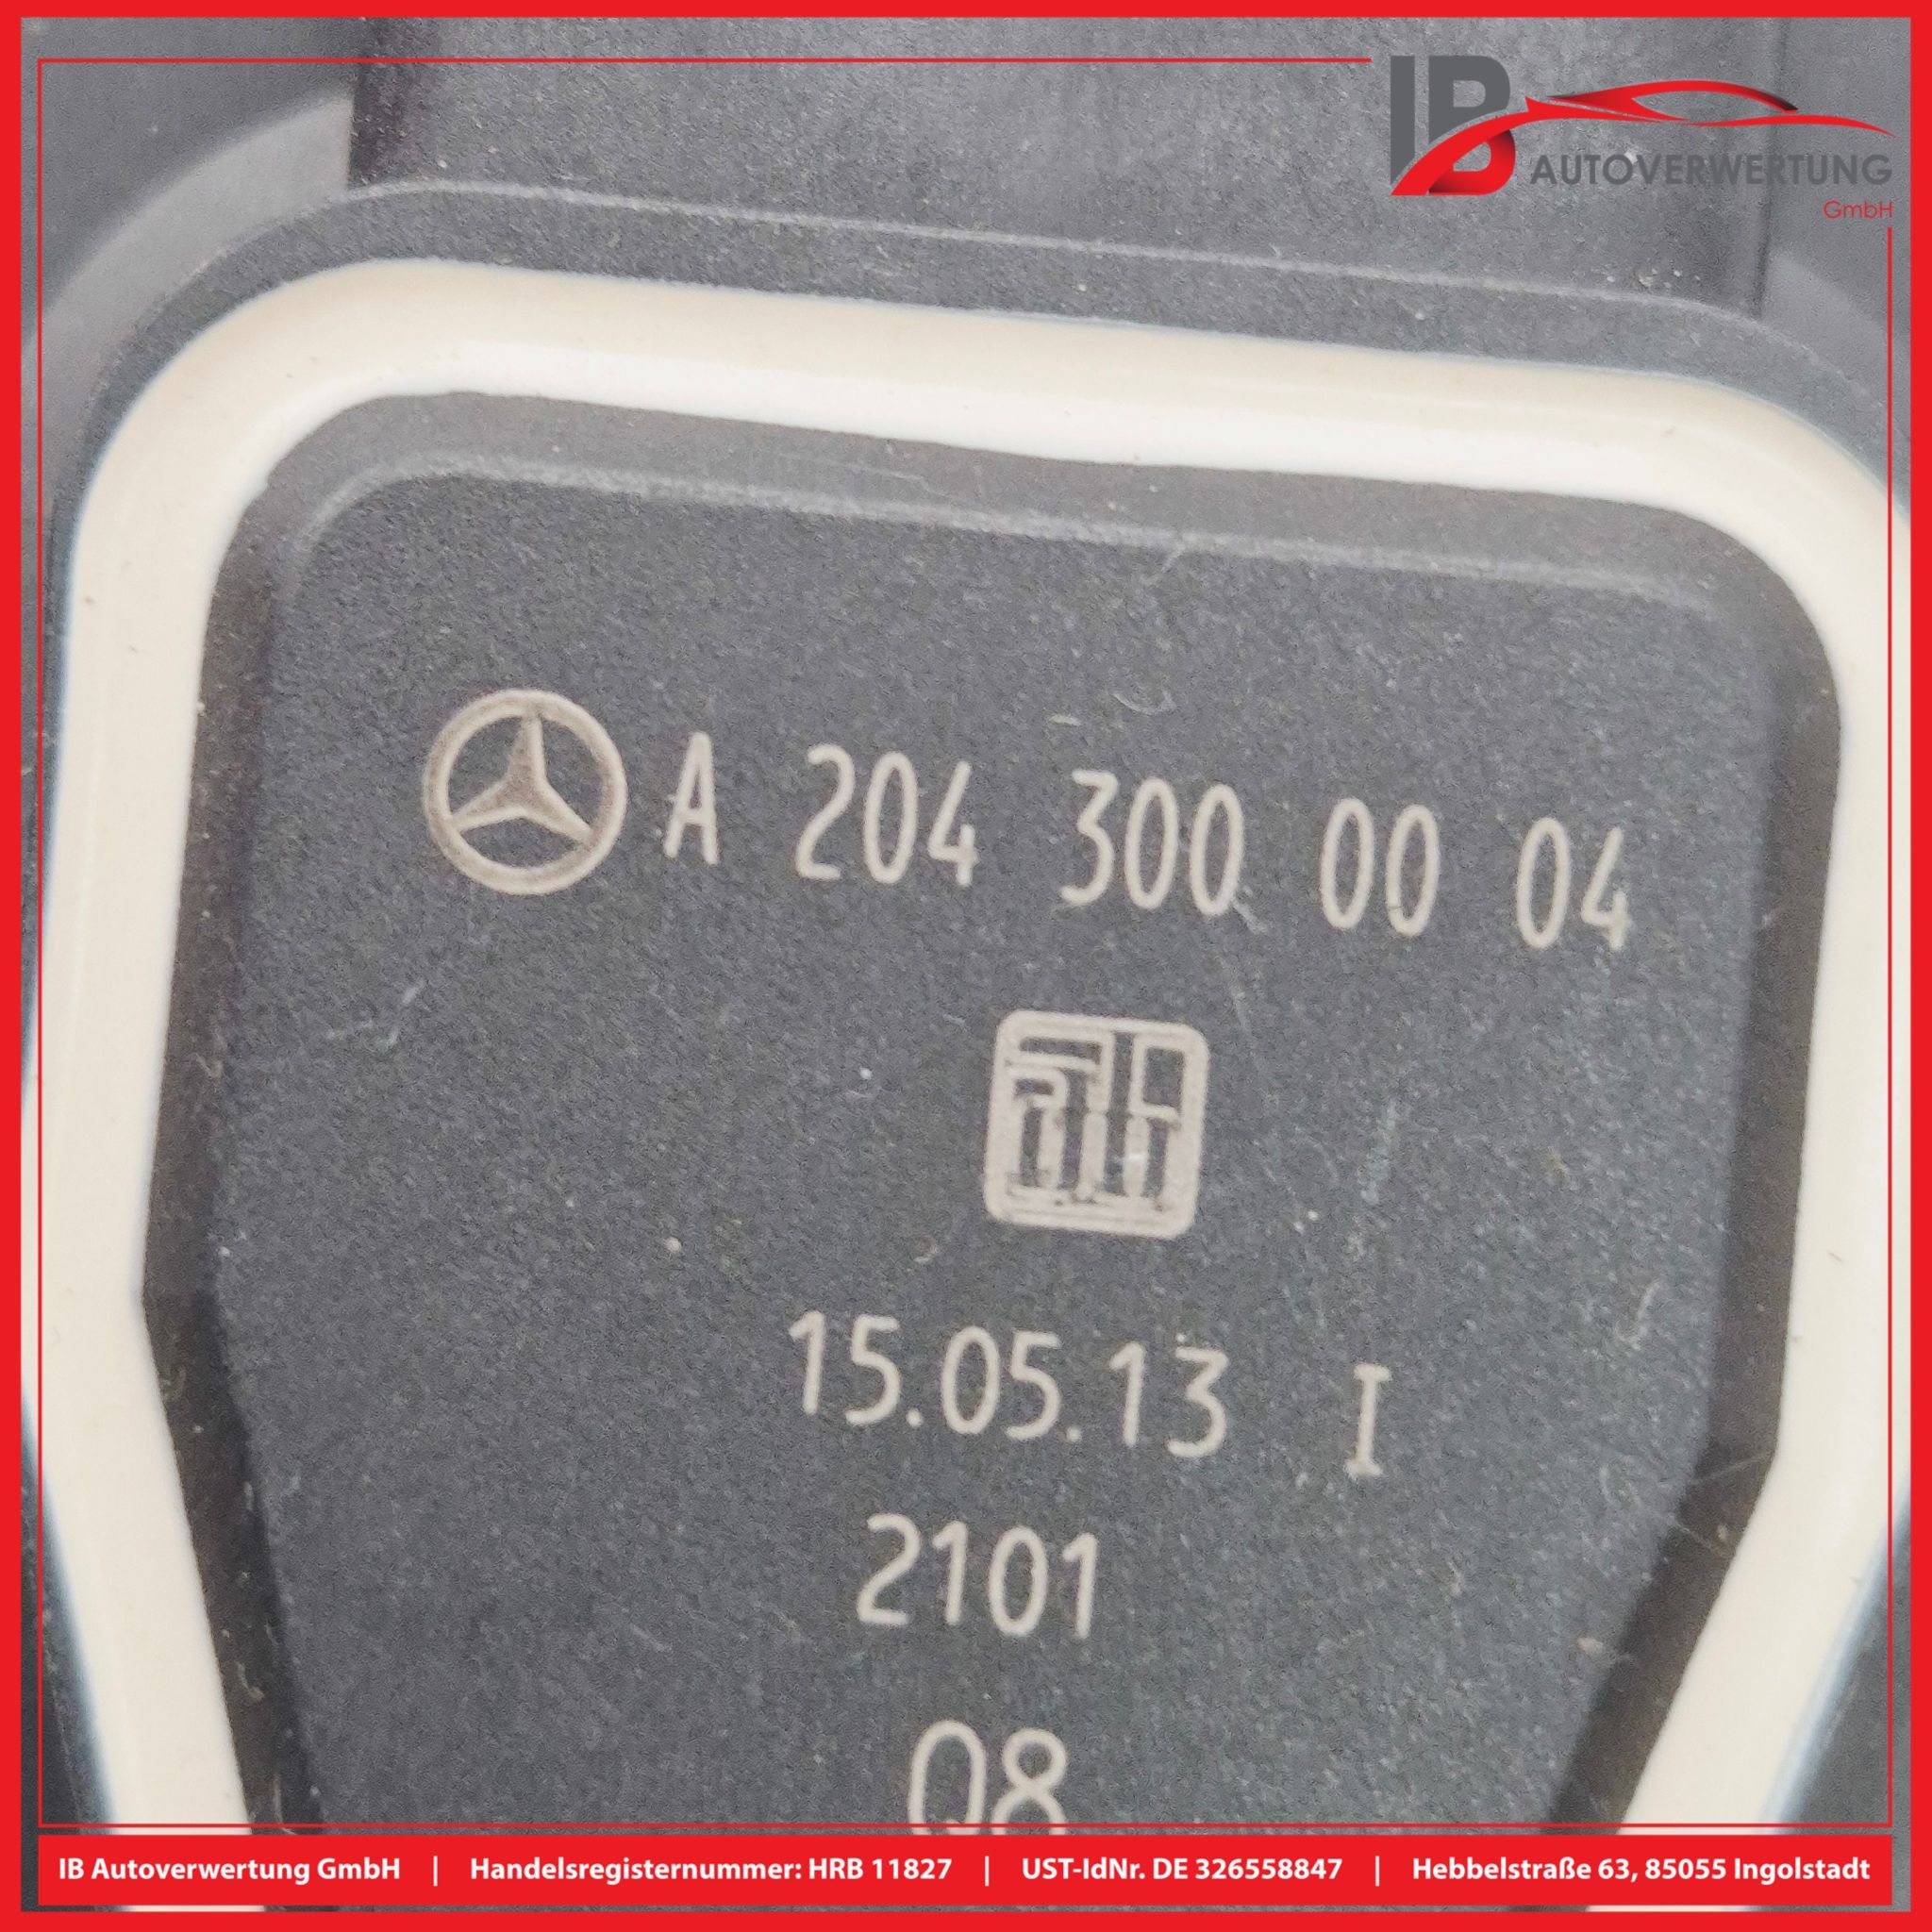 IB
AUTOVERWERTUNG
GmbH
A 204 300 00 04
15.05.13 I
2101
IB Autoverwertung GmbH | Handelsregisternummer: HRB 11827 | UST-IdNr. DE 326558847 | Hebbelstraße 63, 85055 Ingolstadt